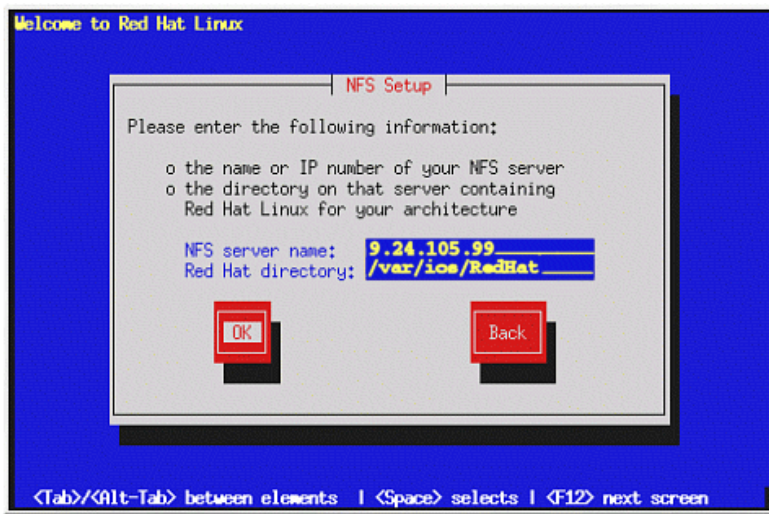 Welcome to Red Hat Linux
NFS Setup
Please enter the following information:
o the name or IP number of your NFS server
o the directory on that server containing
Red Hat Linux for your architecture
NFS server name: 9.24.105.99
Red Hat directory: /var/ics/RedHat
OK Back
<Tab>/<Alt-Tab> between elements | <Space> selects | <F12> next screen